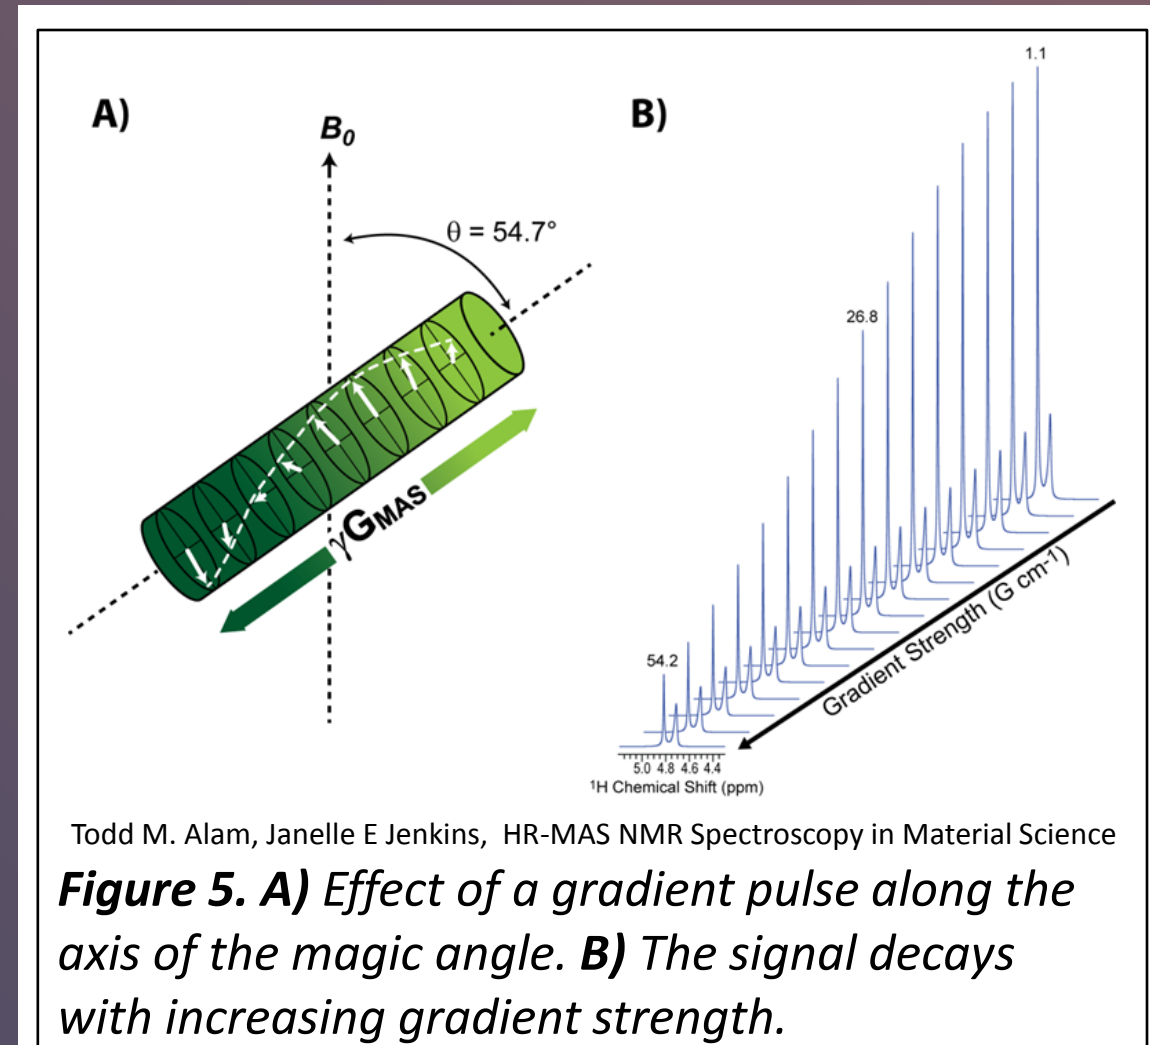 A)
B₀
θ = 54.7°
γGMAS
B)
1.1
26.8
54.2
Gradient Strength (G cm⁻¹)
5.0 4.8 4.6 4.4
¹H Chemical Shift (ppm)
Todd M. Alam, Janelle E Jenkins, HR-MAS NMR Spectroscopy in Material Science
Figure 5. A) Effect of a gradient pulse along the
axis of the magic angle. B) The signal decays
with increasing gradient strength.